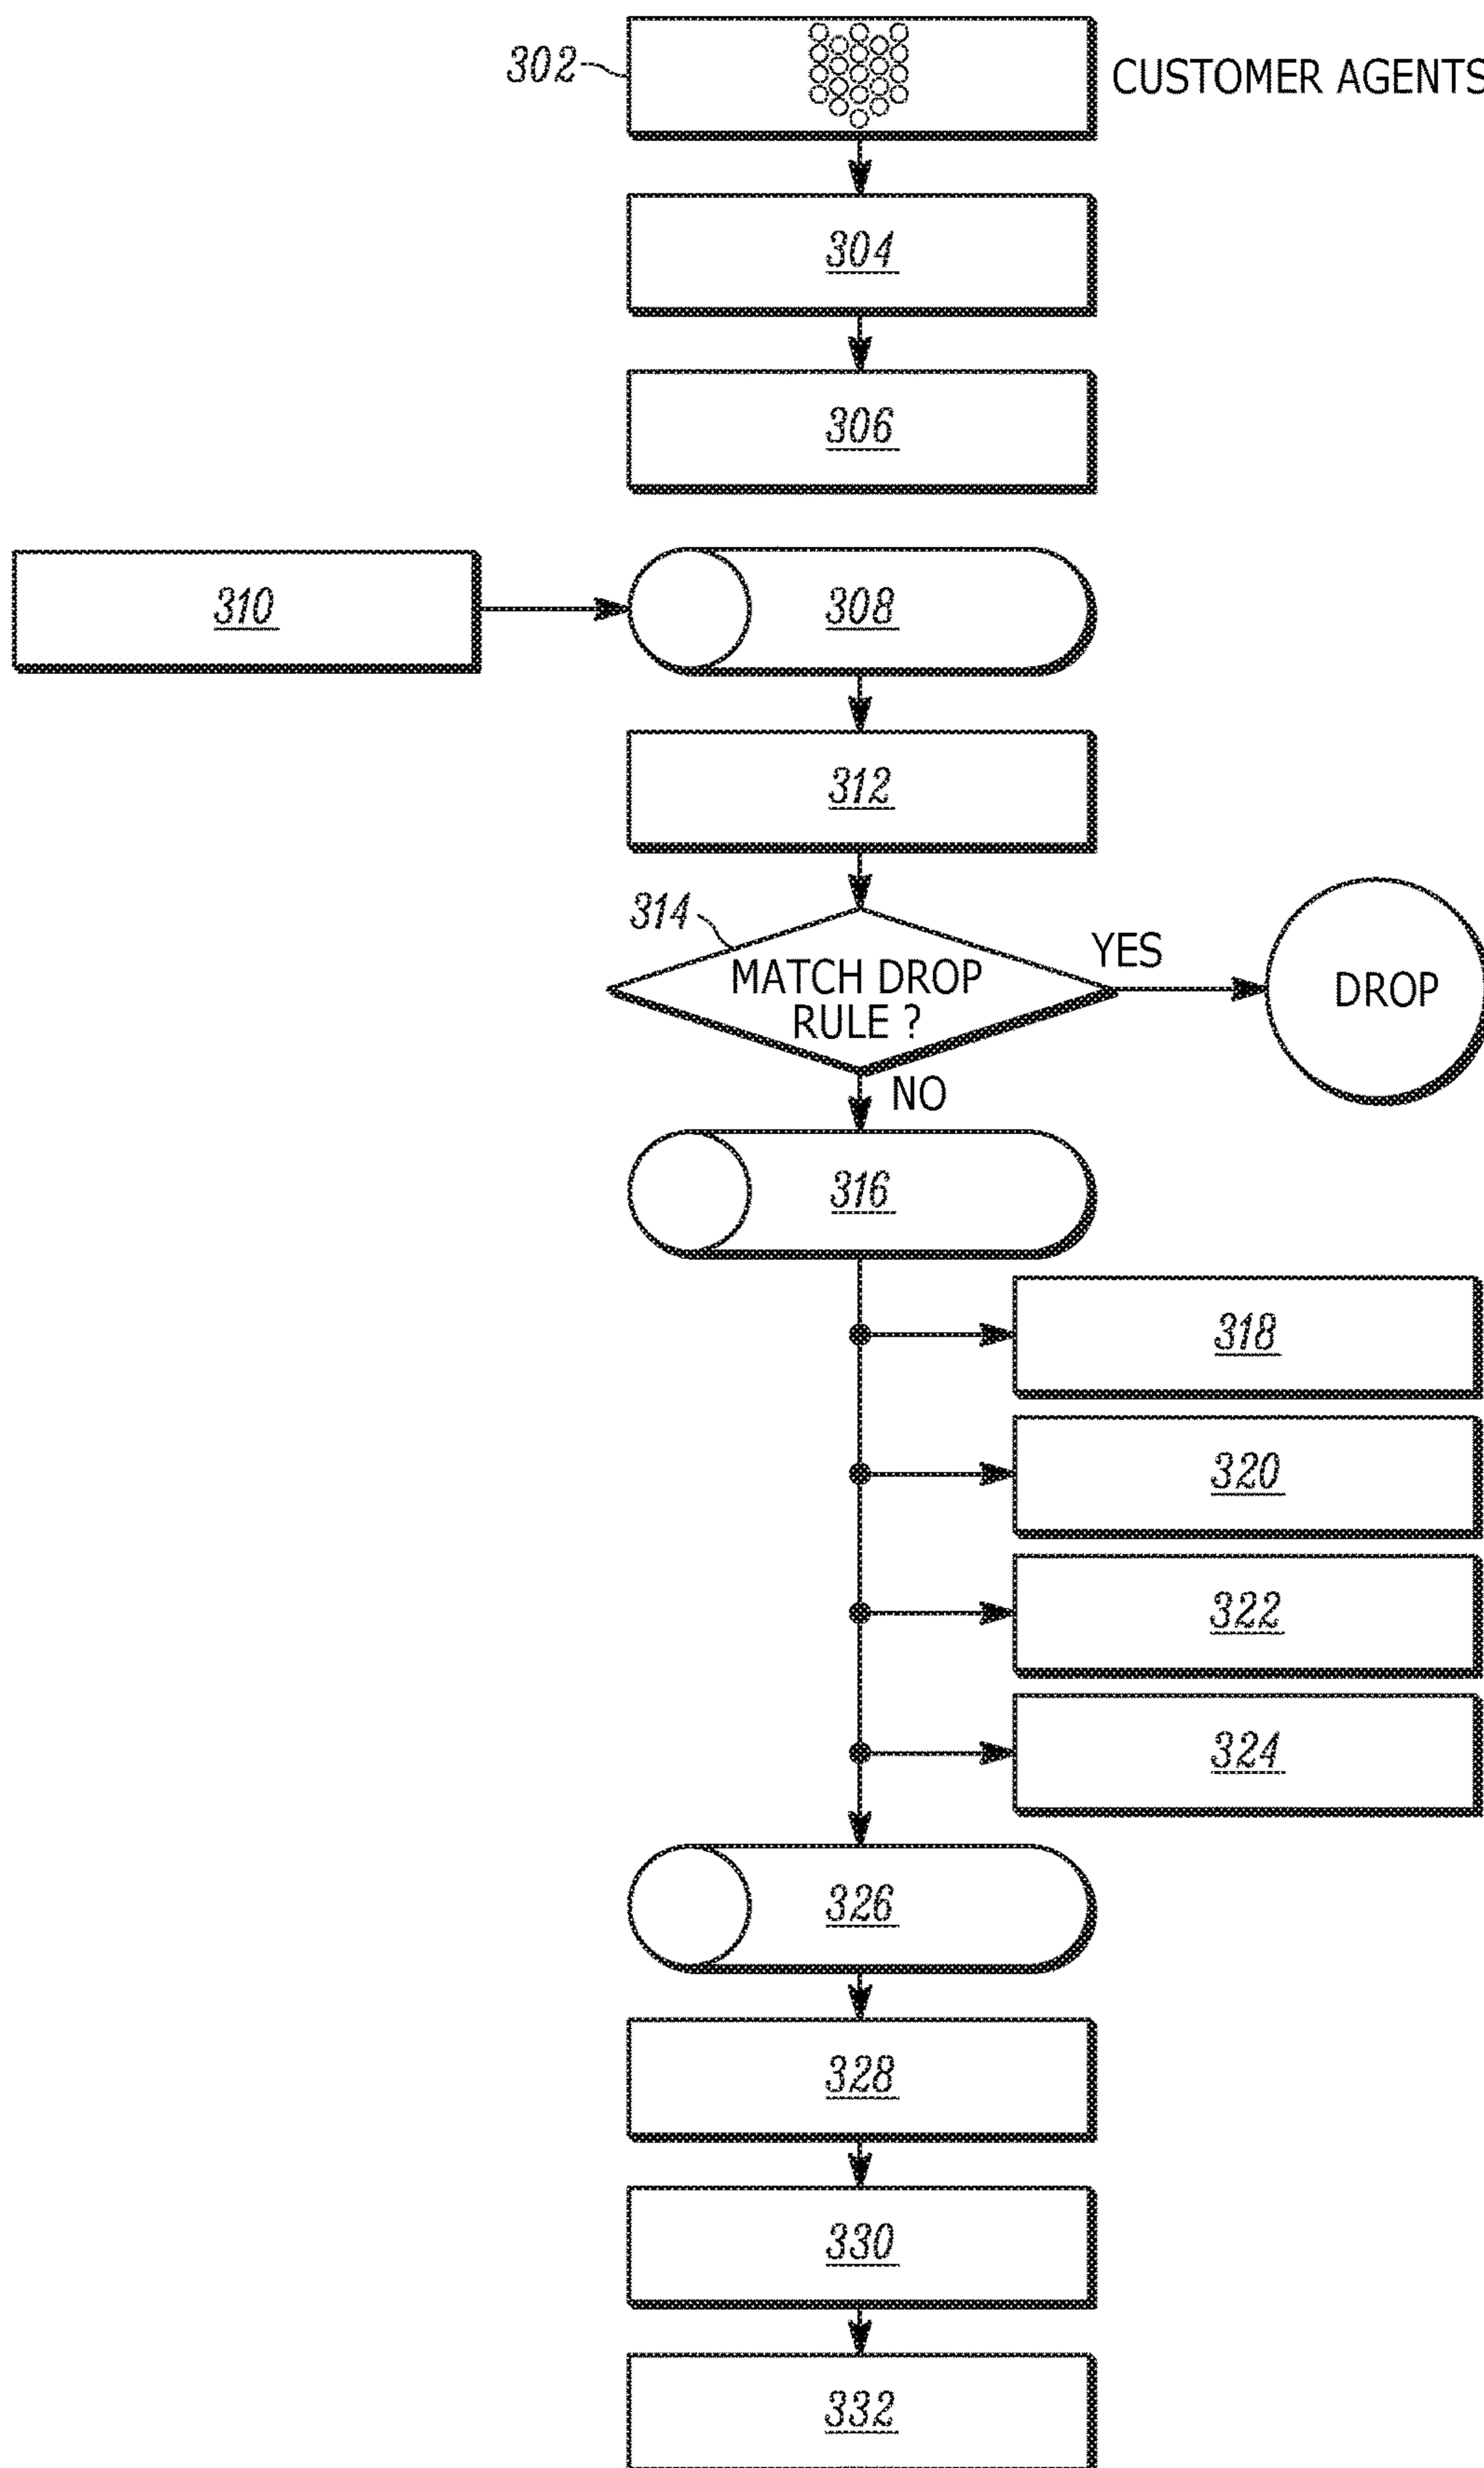 302
CUSTOMER AGENTS
304
306
310
308
312
314
MATCH DROP
RULE ?
YES
DROP
NO
316
318
320
322
324
326
328
330
332